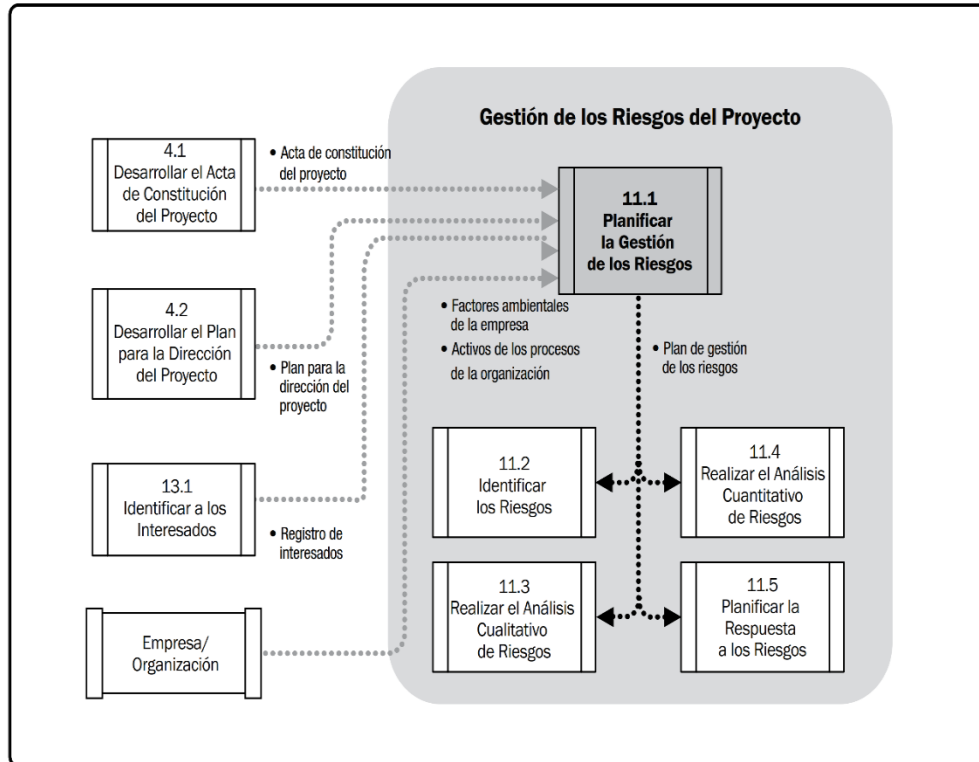 Gestión de los Riesgos del Proyecto
4.1
Desarrollar el Acta
de Constitución
del Proyecto
• Acta de constitución
del proyecto
11.1
Planificar
la Gestión
de los Riesgos
4.2
Desarrollar el Plan
para la Dirección
del Proyecto
• Plan para la
dirección del
proyecto
• Factores ambientales
de la empresa
• Activos de los procesos
de la organización
• Plan de gestión
de los riesgos
13.1
Identificar a los
Interesados
• Registro de
interesados
11.2
Identificar
los Riesgos
11.4
Realizar el Análisis
Cuantitativo
de Riesgos
Empresa/
Organización
11.3
Realizar el Análisis
Cualitativo
de Riesgos
11.5
Planificar la
Respuesta
a los Riesgos